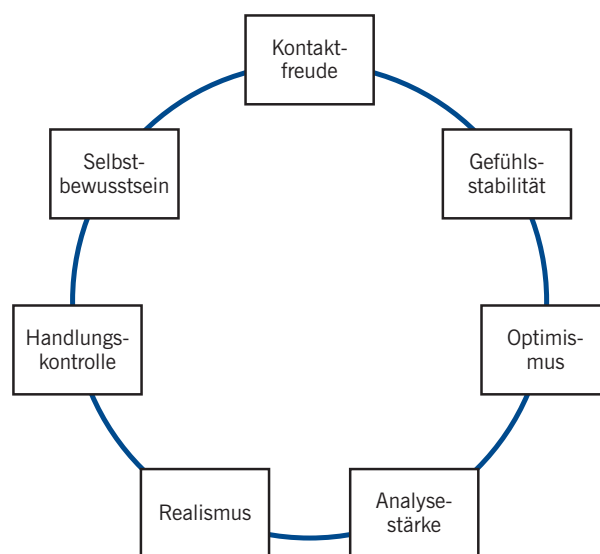 Kontakt-
freude
Selbst-
bewusstsein
Gefühls-
stabilität
Handlungs-
kontrolle
Optimis-
mus
Realismus
Analyse-
stärke